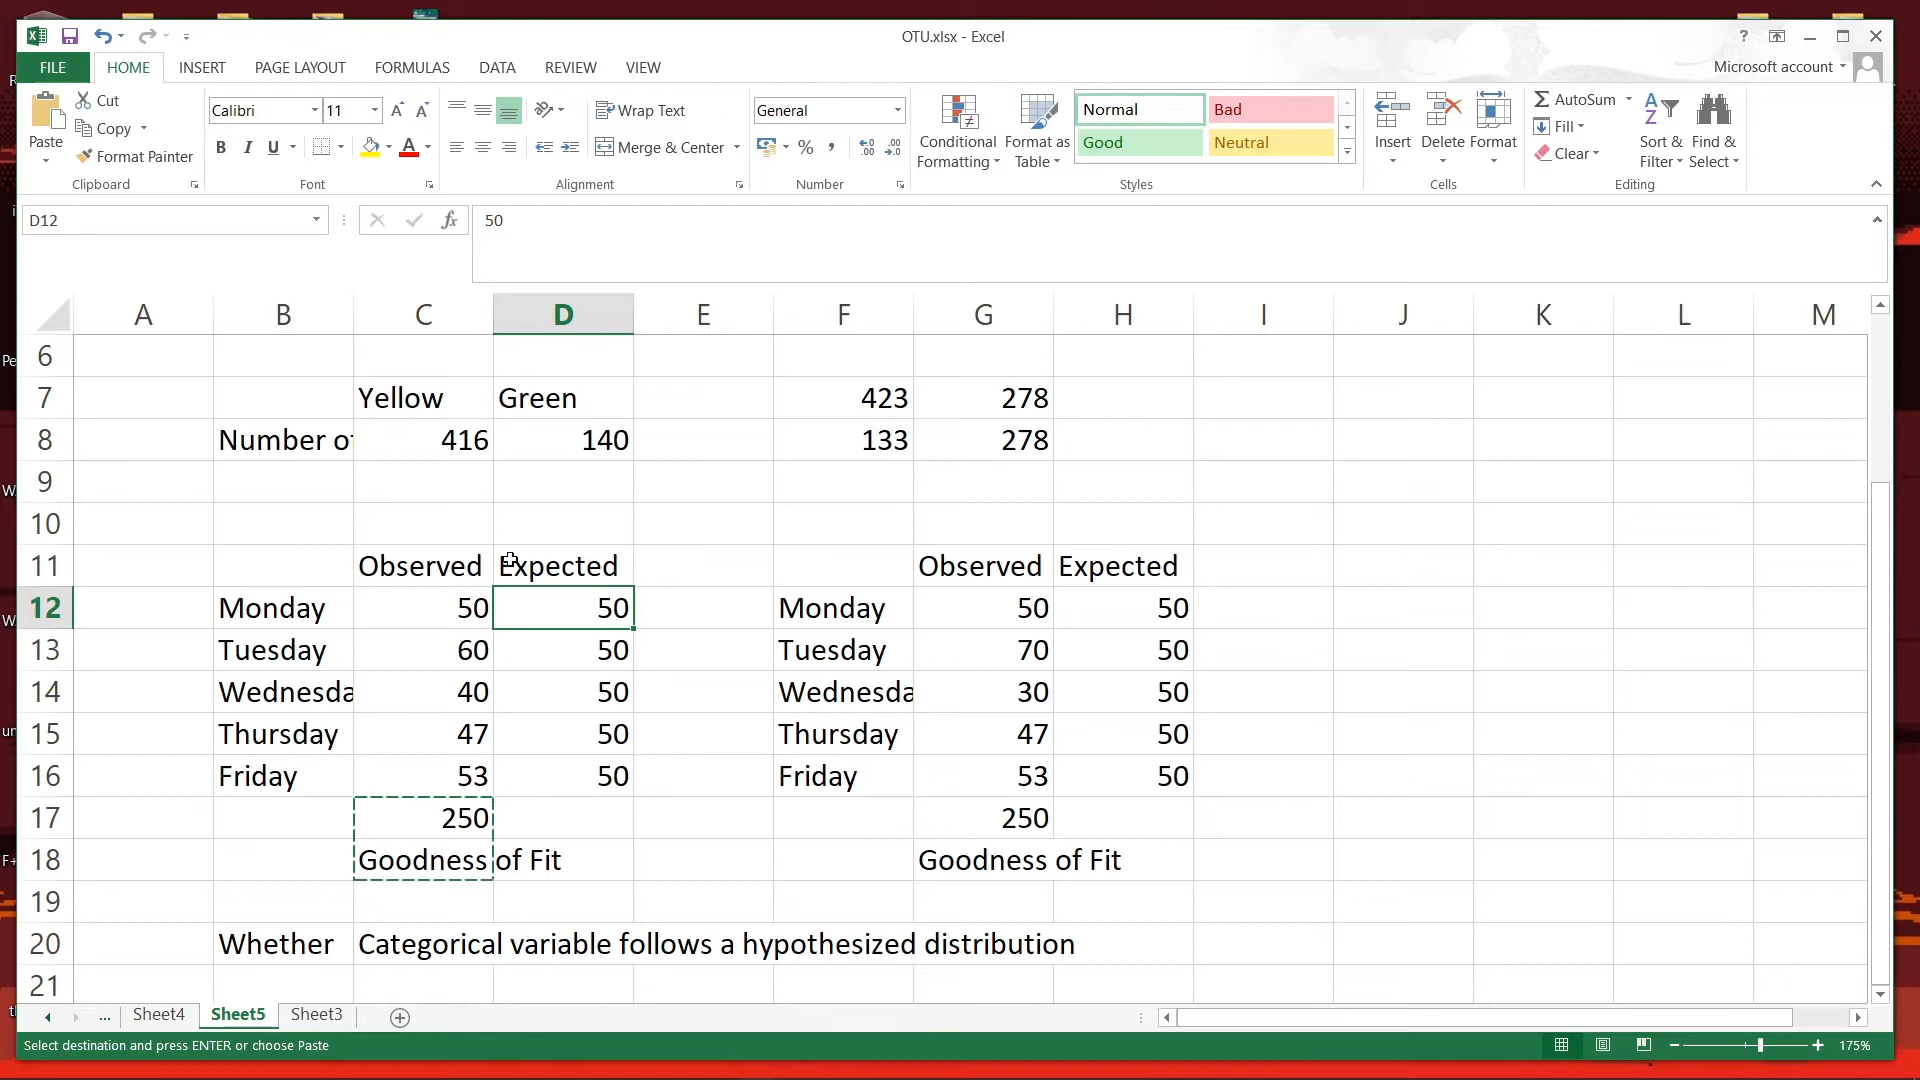 OTU.xlsx - Excel
FILE HOME INSERT PAGE LAYOUT FORMULAS DATA REVIEW VIEW Microsoft account
Paste Cut Copy Format Painter Clipboard
Calibri 11 B I U Font
Wrap Text Merge & Center Alignment
General % Number
Conditional Formatting Format as Table Normal Bad Good Neutral Styles
Insert Delete Format Cells
AutoSum Fill Clear Sort & Filter Find & Select Editing
D12 fx 50
A B C D E F G H I J K L M
6
7 Yellow Green 423 278
8 Number of 416 140 133 278
9
10
11 Observed Expected Observed Expected
12 Monday 50 50 Monday 50 50
13 Tuesday 60 50 Tuesday 70 50
14 Wednesda 40 50 Wednesda 30 50
15 Thursday 47 50 Thursday 47 50
16 Friday 53 50 Friday 53 50
17 250 250
18 Goodness of Fit Goodness of Fit
19
20 Whether Categorical variable follows a hypothesized distribution
21
... Sheet4 Sheet5 Sheet3
Select destination and press ENTER or choose Paste 175%